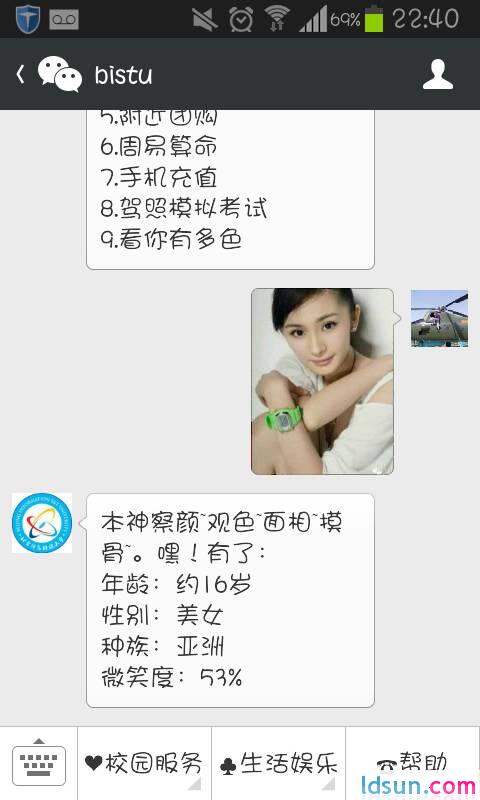 69% 22:40
bistu
5.附近团购
6.周易算命
7.手机充值
8.驾照模拟考试
9.看你有多色
本神察颜~观色~面相~摸
骨~。嘿！有了：
年龄：约16岁
性别：美女
种族：亚洲
微笑度：53%
♥校园服务 ♣生活娱乐 ☎帮助
ldsun.com